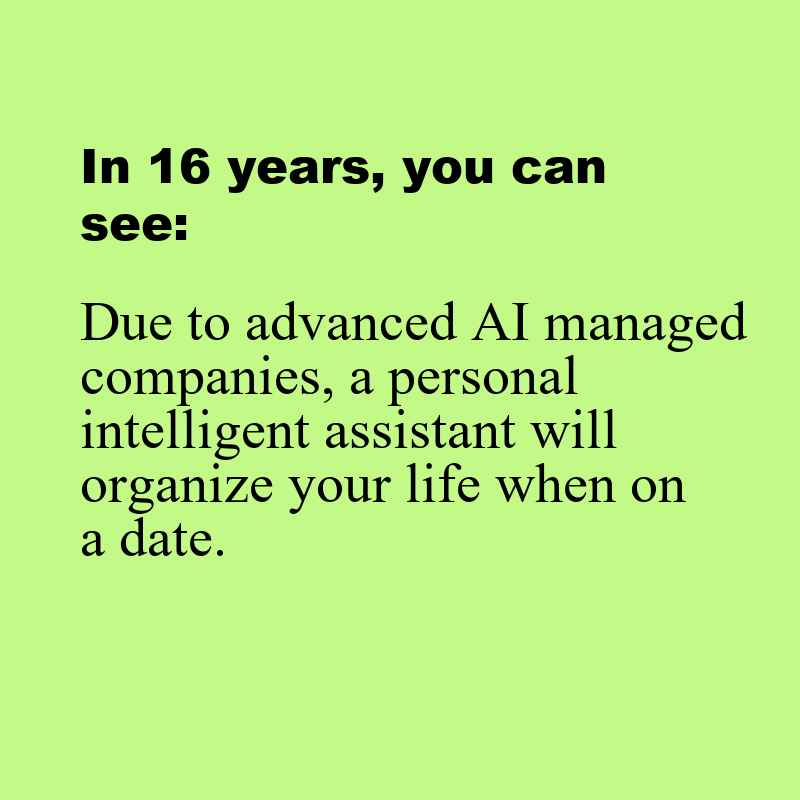 In 16 years, you can
see:
Due to advanced AI managed
companies, a personal
intelligent assistant will
organize your life when on
a date.